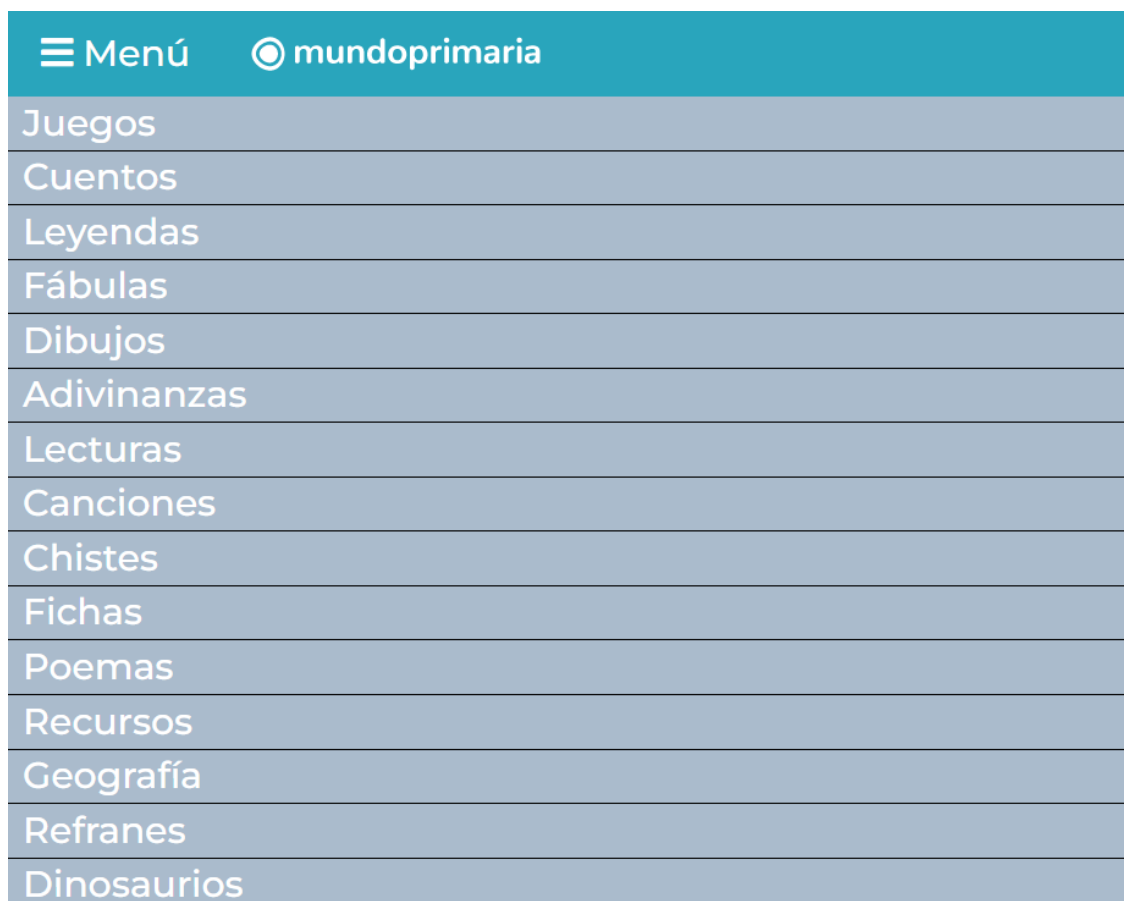 Menú mundoprimaria
Juegos
Cuentos
Leyendas
Fábulas
Dibujos
Adivinanzas
Lecturas
Canciones
Chistes
Fichas
Poemas
Recursos
Geografía
Refranes
Dinosaurios